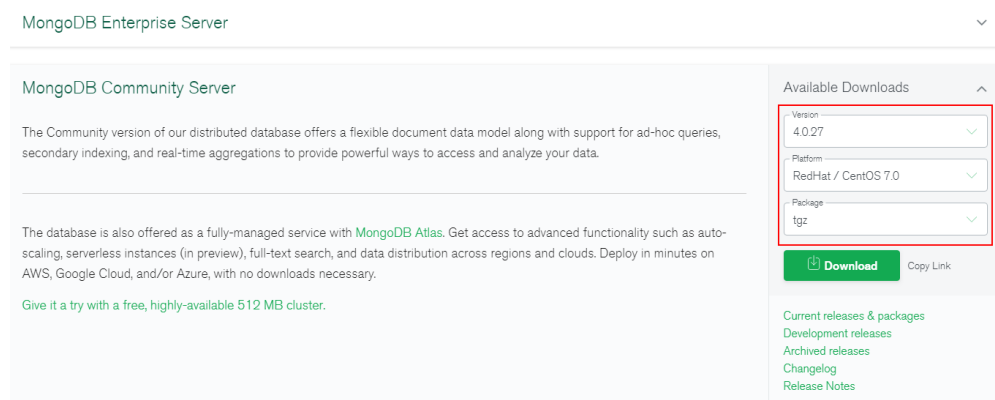 MongoDB Enterprise Server
MongoDB Community Server
The Community version of our distributed database offers a flexible document data model along with support for ad-hoc queries,
secondary indexing, and real-time aggregations to provide powerful ways to access and analyze your data.
The database is also offered as a fully-managed service with MongoDB Atlas. Get access to advanced functionality such as auto-
scaling, serverless instances (in preview), full-text search, and data distribution across regions and clouds. Deploy in minutes on
AWS, Google Cloud, and/or Azure, with no downloads necessary.
Give it a try with a free, highly-available 512 MB cluster.
Available Downloads
Version
4.0.27
Platform
RedHat / CentOS 7.0
Package
tgz
Download Copy Link
Current releases & packages
Development releases
Archived releases
Changelog
Release Notes